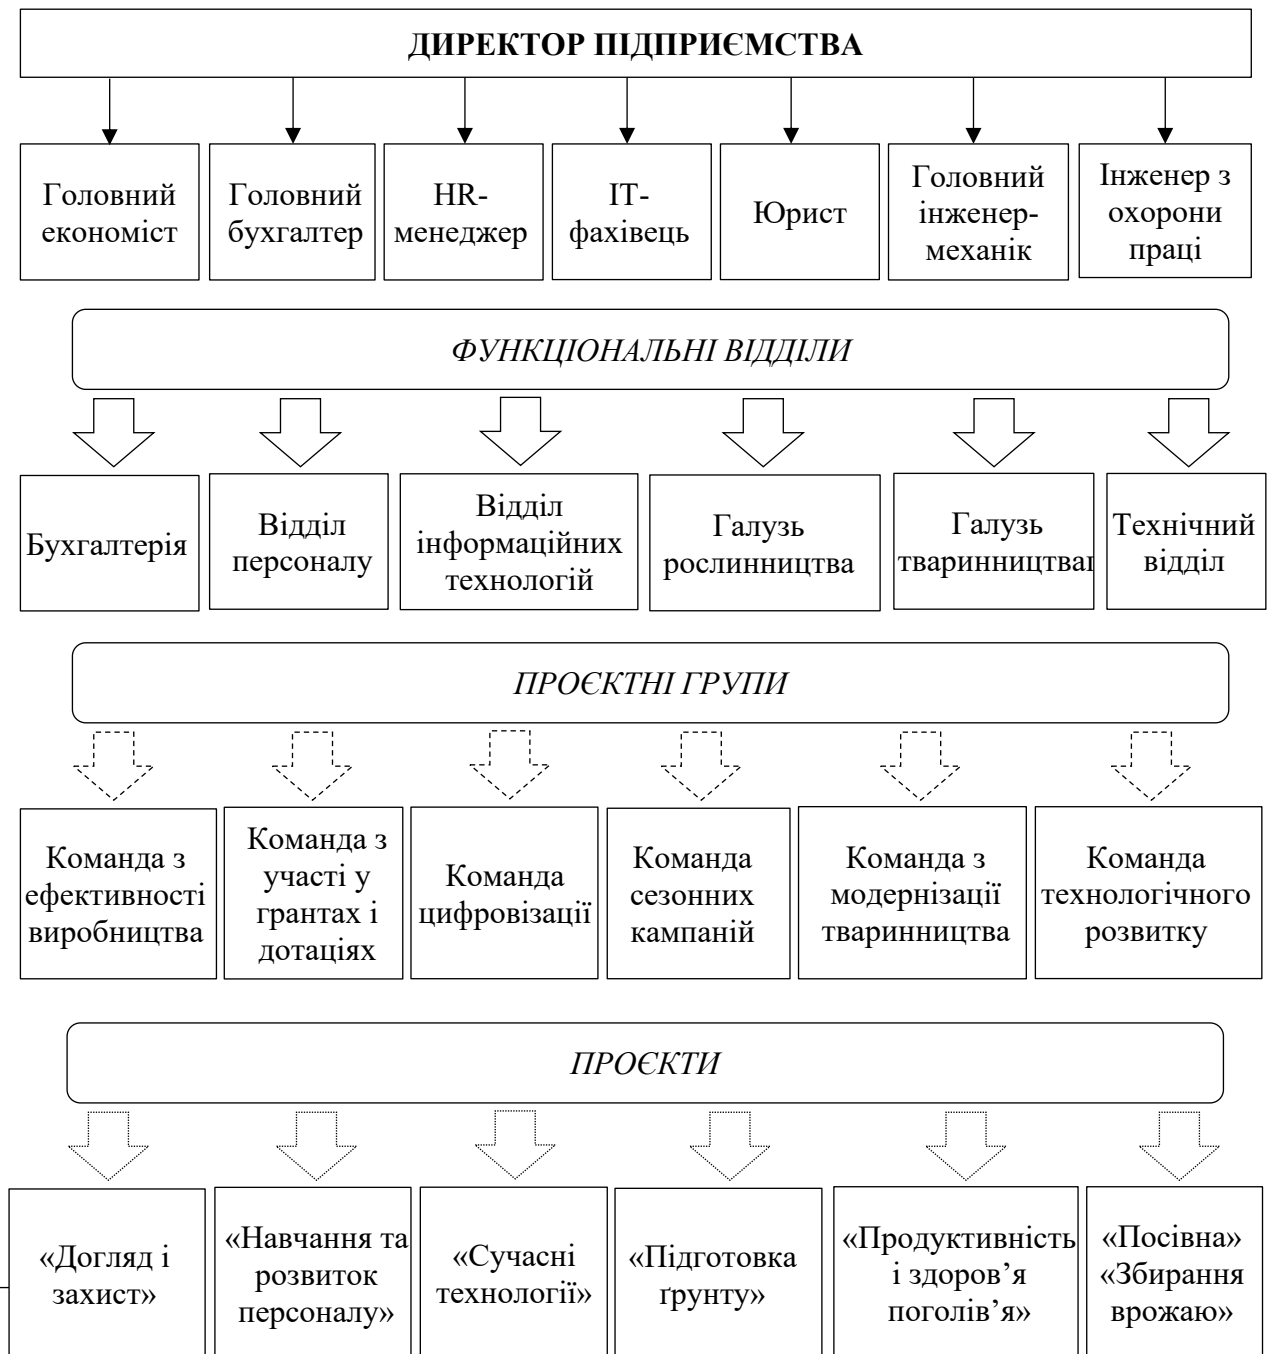 ДИРЕКТОР ПІДПРИЄМСТВА
Головний
економіст
Головний
бухгалтер
HR-
менеджер
ІТ-
фахівець
Юрист
Головний
інженер-
механік
Інженер з
охорони
праці
ФУНКЦІОНАЛЬНІ ВІДДІЛИ
Бухгалтерія
Відділ
персоналу
Відділ
інформаційних
технологій
Галузь
рослинництва
Галузь
тваринництва
Технічний
відділ
ПРОЄКТНІ ГРУПИ
Команда з
ефективності
виробництва
Команда з
участі у
грантах і
дотаціях
Команда
цифровізації
Команда
сезонних
кампаній
Команда з
модернізації
тваринництва
Команда
технологічного
розвитку
ПРОЄКТИ
«Догляд і
захист»
«Навчання та
розвиток
персоналу»
«Сучасні
технології»
«Підготовка
ґрунту»
«Продуктивність
і здоров’я
поголів’я»
«Посівна»
«Збирання
врожаю»